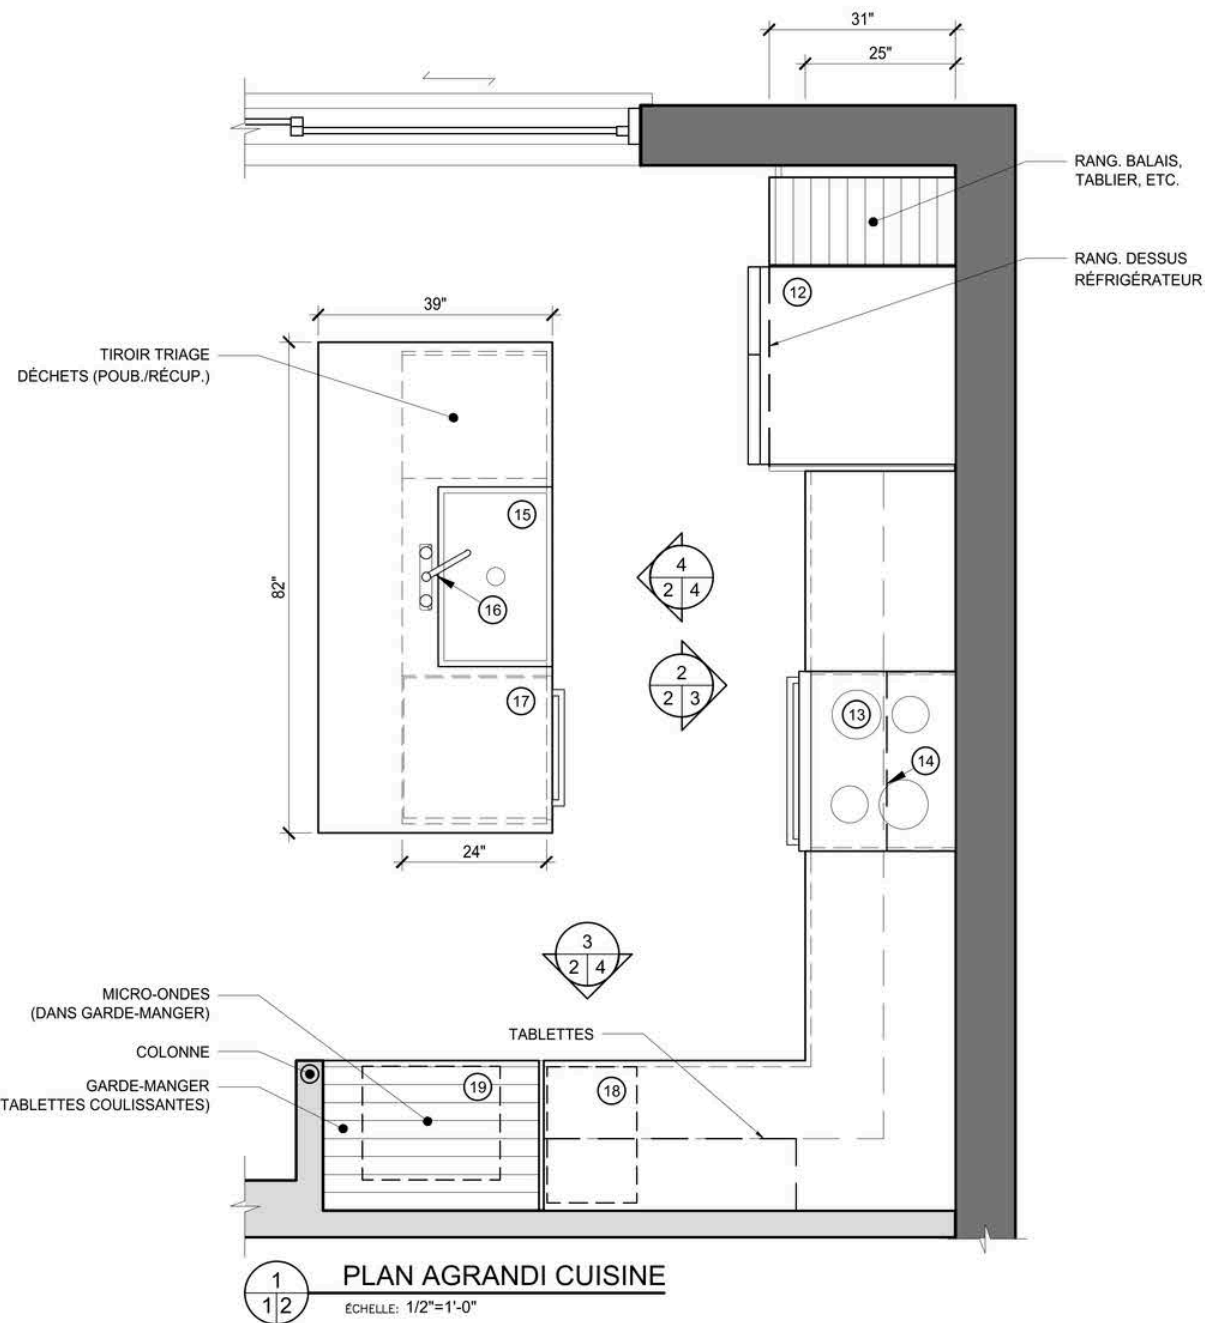 31"
25"
RANG. BALAIS,
TABLIER, ETC.
RANG. DESSUS
RÉFRIGÉRATEUR
12
39"
TIROIR TRIAGE
DÉCHETS (POUB./RÉCUP.)
15
82"
16
4
2 4
2
2 3
17
13
14
24"
3
2 4
MICRO-ONDES
(DANS GARDE-MANGER)
TABLETTES
COLONNE
GARDE-MANGER
TABLETTES COULISSANTES)
19
18
1
1 2
PLAN AGRANDI CUISINE
ÉCHELLE: 1/2"=1'-0"